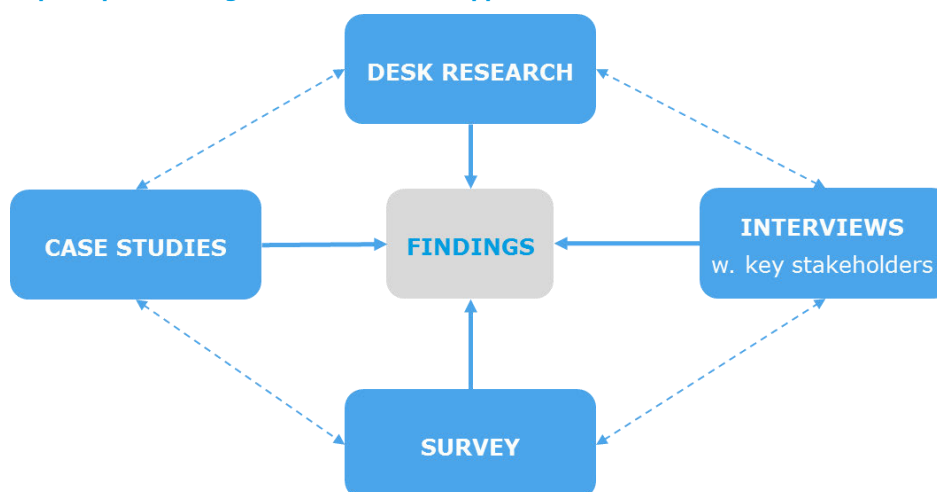 DESK RESEARCH
CASE STUDIES
FINDINGS
INTERVIEWS
w. key stakeholders
SURVEY